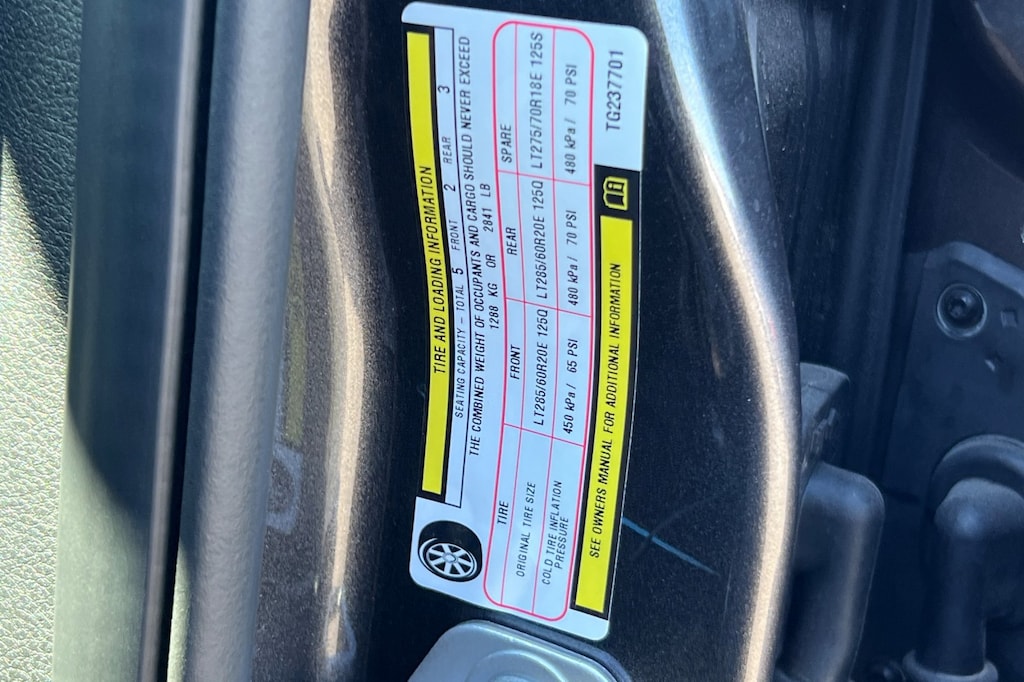 TIRE AND LOADING INFORMATION
SEATING CAPACITY - TOTAL 5 FRONT 2 REAR 3
THE COMBINED WEIGHT OF OCCUPANTS AND CARGO SHOULD NEVER EXCEED
1288 KG OR 2841 LB
TIRE FRONT REAR SPARE
ORIGINAL TIRE SIZE LT285/60R20E 125Q LT285/60R20E 125Q LT275/70R18E 125S
COLD TIRE INFLATION
PRESSURE 450 kPa / 65 PSI 480 kPa / 70 PSI 480 kPa / 70 PSI
SEE OWNERS MANUAL FOR ADDITIONAL INFORMATION
TG237701